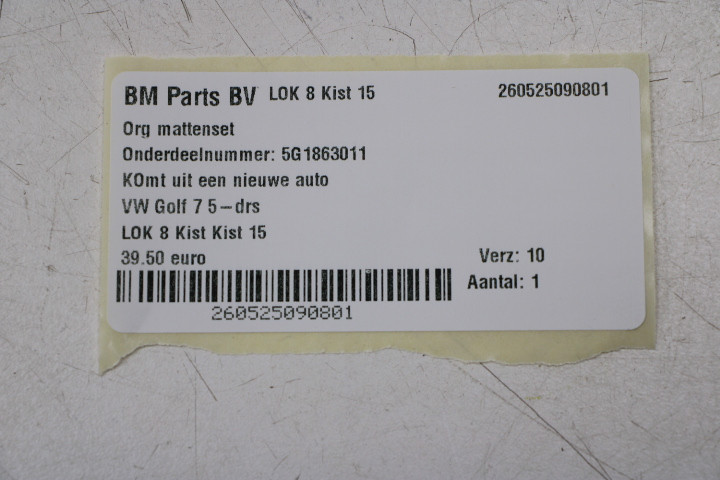 BM Parts BV LOK 8 Kist 15 260525090801
Org mattenset
Onderdeelnummer: 5G1863011
KOmt uit een nieuwe auto
VW Golf 7 5-drs
LOK 8 Kist Kist 15
39.50 euro Verz: 10
Aantal: 1
260525090801